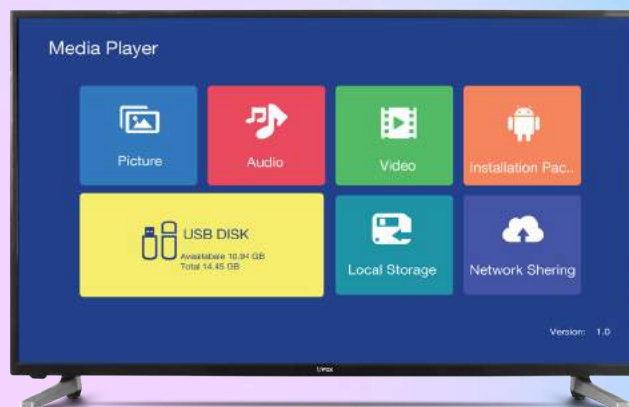 Media Player
Picture
Audio
Video
Installation Pac..
USB DISK
Avaailabale 10.94 GB
Total 14.45 GB
Local Storage
Network Shering
Version: 1.0